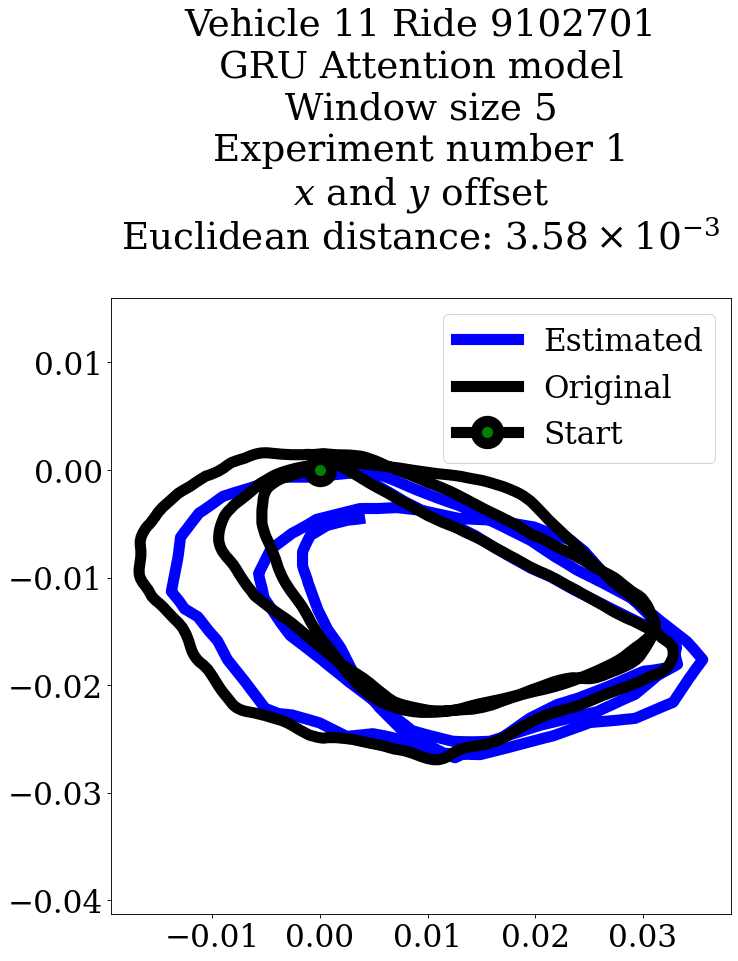 Vehicle 11 Ride 9102701
GRU Attention model
Window size 5
Experiment number 1
x and y offset
Euclidean distance: 3.58 × 10⁻³
Estimated
Original
Start
0.01
0.00
−0.01
−0.02
−0.03
−0.04
−0.01 0.00 0.01 0.02 0.03